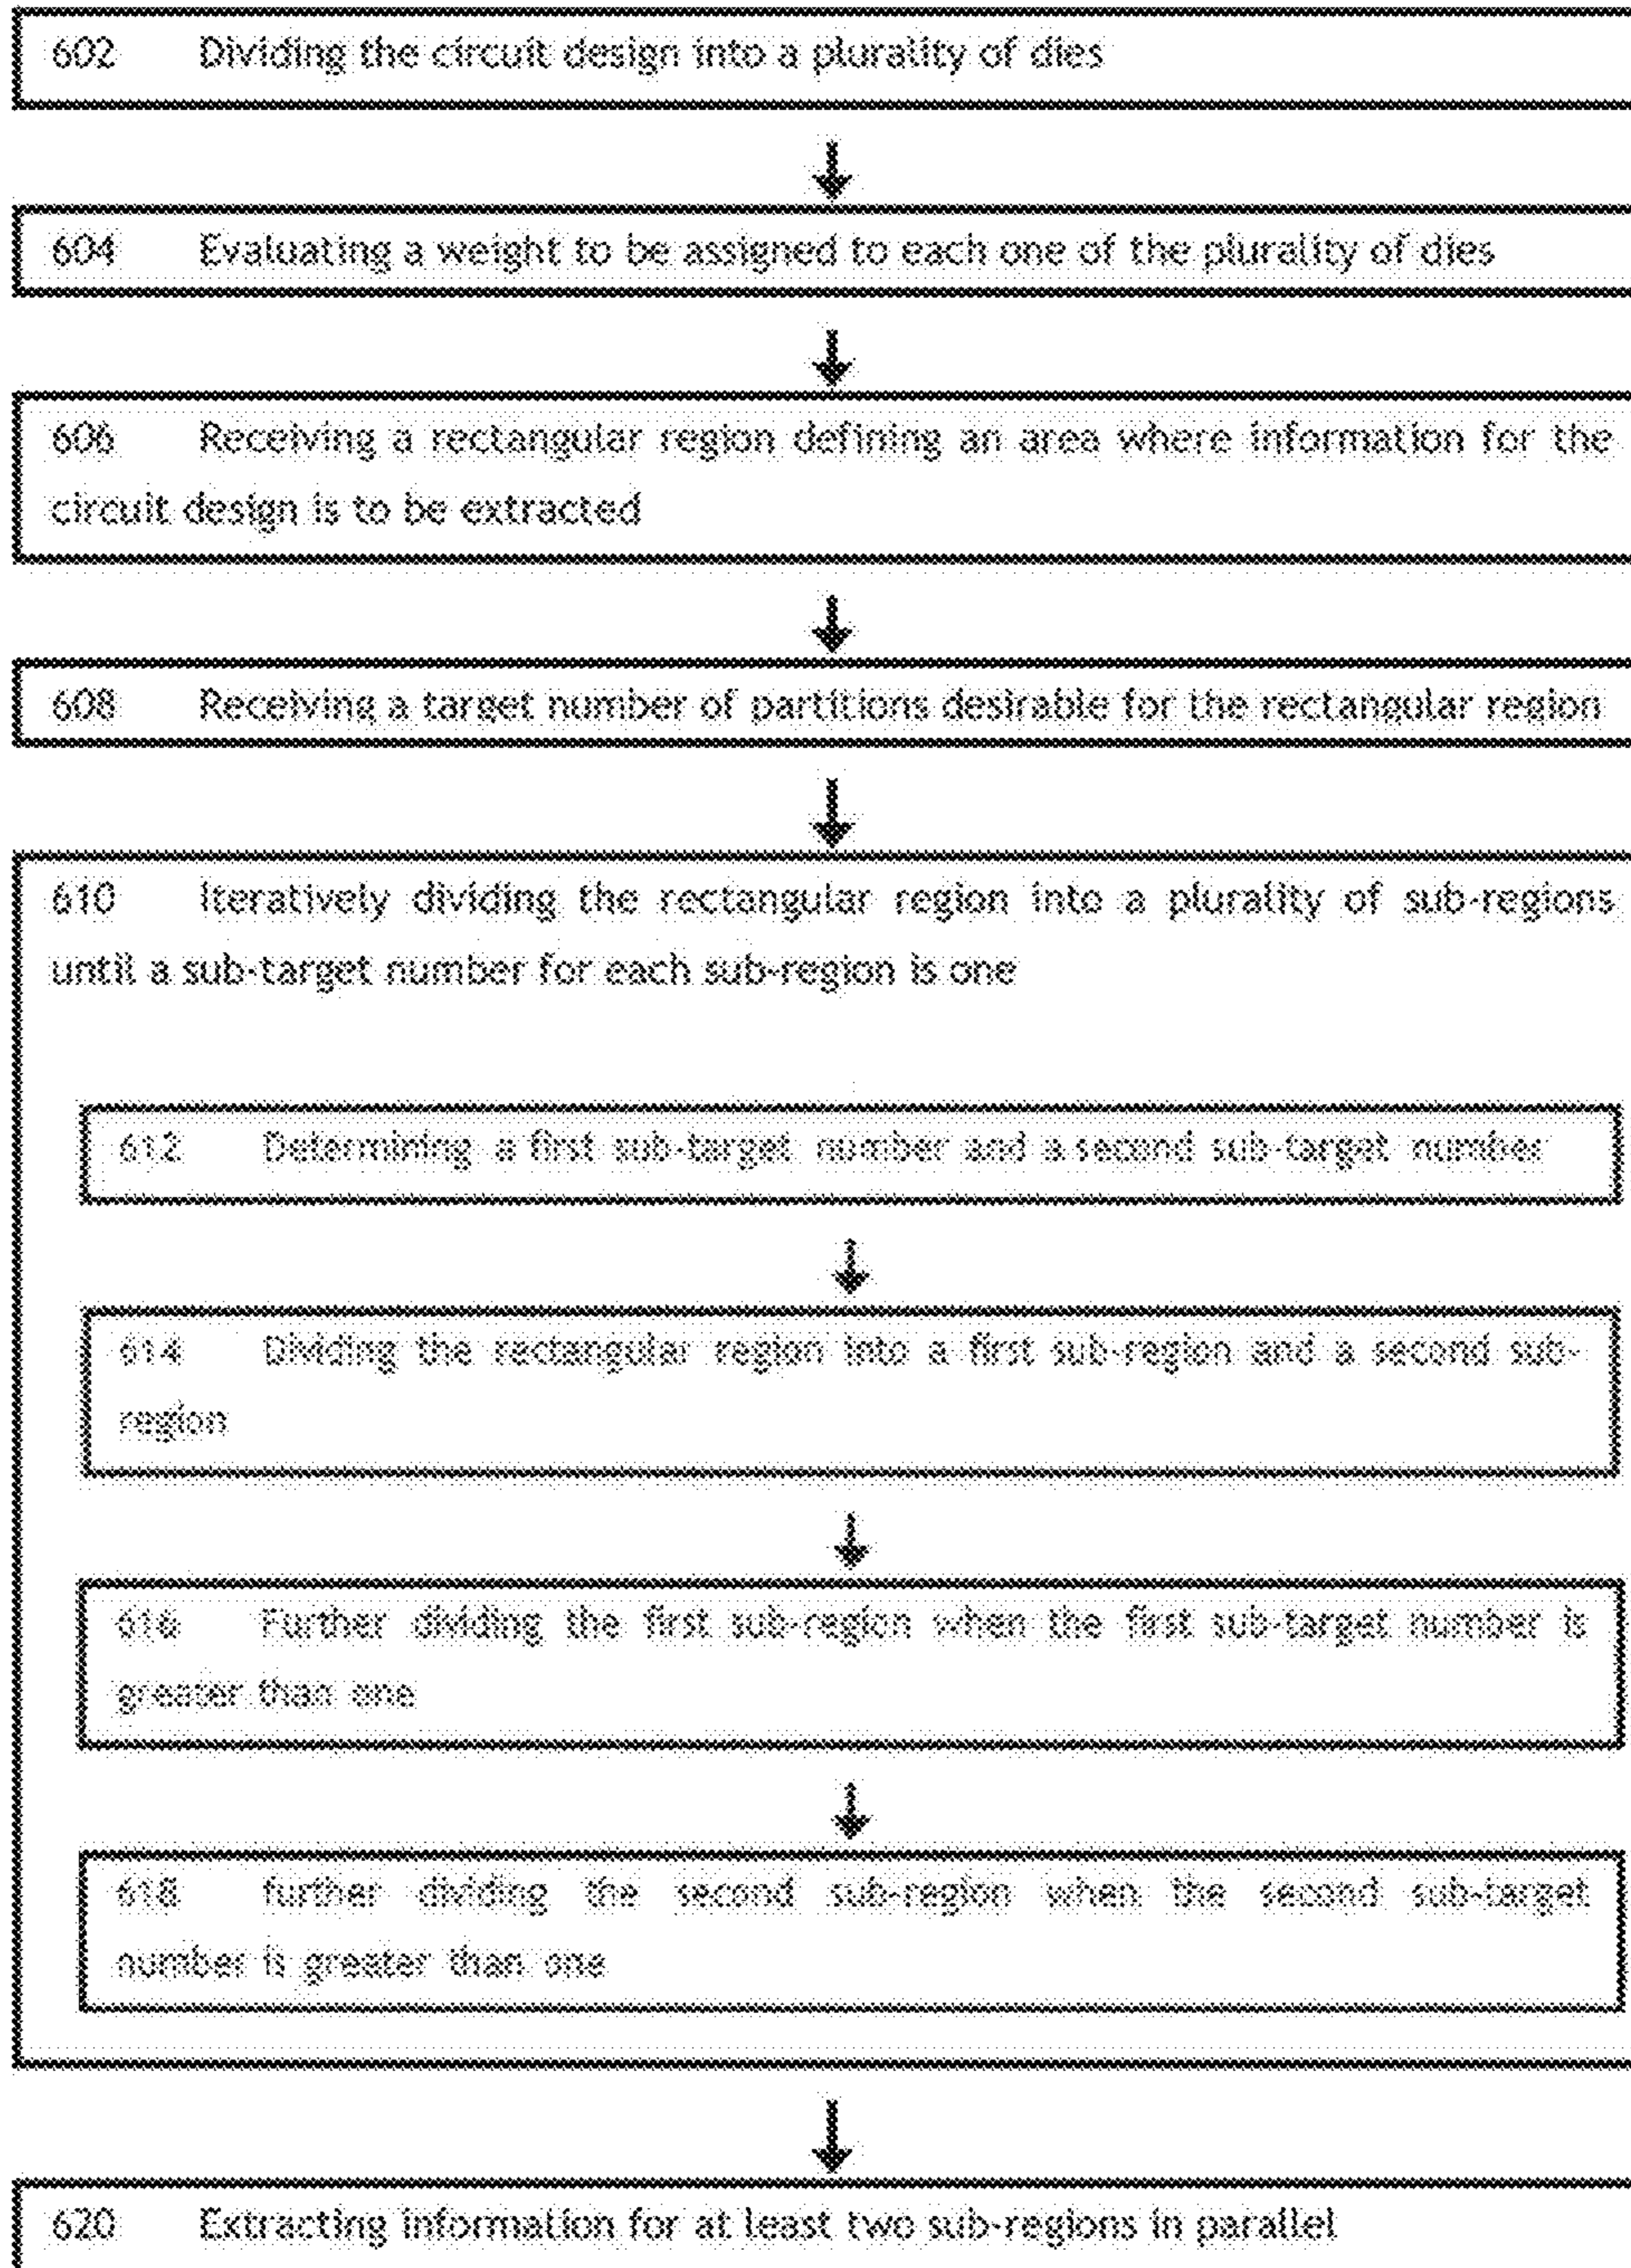 602 Dividing the circuit design into a plurality of dies
604 Evaluating a weight to be assigned to each one of the plurality of dies
606 Receiving a rectangular region defining an area where information for the
circuit design is to be extracted
608 Receiving a target number of partitions desirable for the rectangular region
610 Iteratively dividing the rectangular region into a plurality of sub-regions
until a sub-target number for each sub-region is one
612 Determining a first sub-target number and a second sub-target number
614 Dividing the rectangular region into a first sub-region and a second sub-
region
616 Further dividing the first sub-region when the first sub-target number is
greater than one
618 further dividing the second sub-region when the second sub-target
number is greater than one
620 Extracting information for at least two sub-regions in parallel